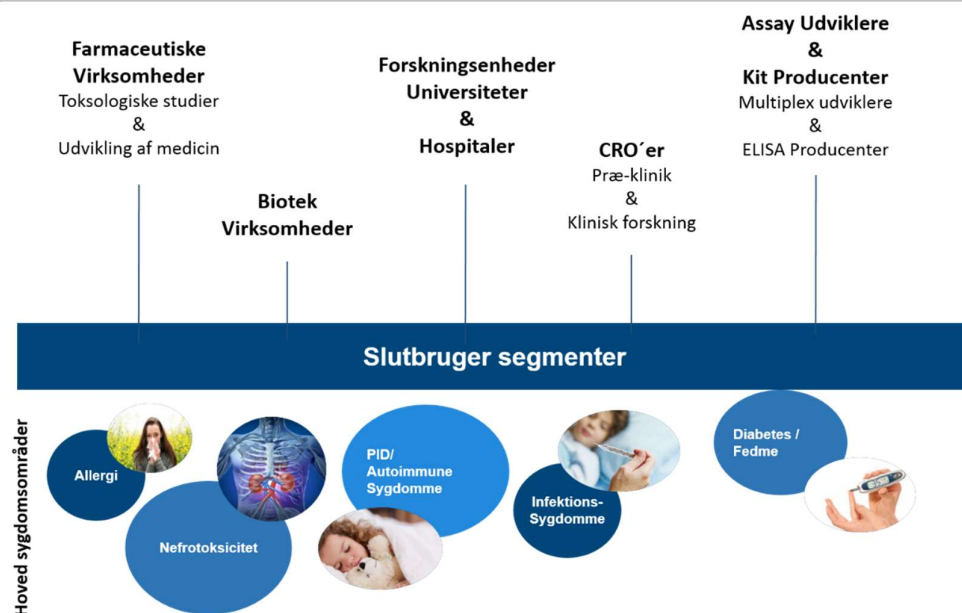 Farmaceutiske
Virksomheder
Toksologiske studier
&
Udvikling af medicin
Biotek
Virksomheder
Forskningsenheder
Universiteter
&
Hospitaler
CRO´er
Præ-klinik
&
Klinisk forskning
Assay Udviklere
&
Kit Producenter
Multiplex udviklere
&
ELISA Producenter
Slutbruger segmenter
Hoved sygdomsområder
Allergi
Nefrotoksicitet
PID/
Autoimmune
Sygdomme
Infektions-
Sygdomme
Diabetes /
Fedme